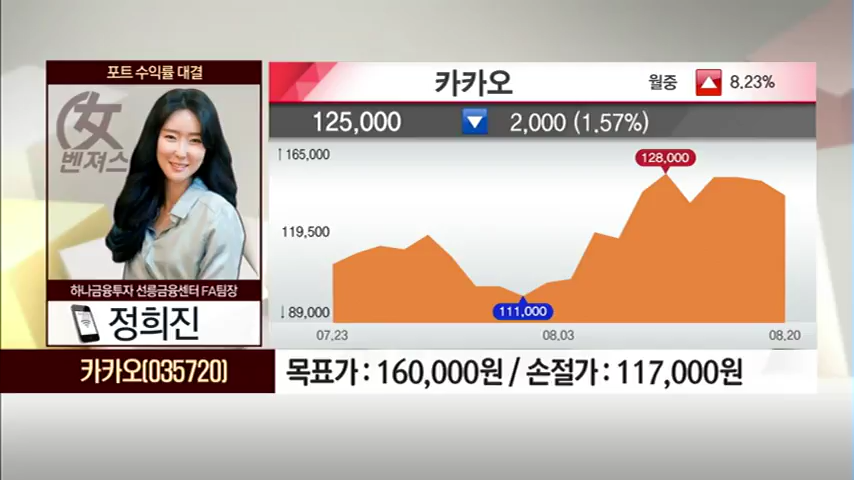 포트 수익률 대결
女
벤져스
하나금융투자 선릉금융센터 FA팀장
정희진
카카오
월중 ▲ 8.23%
125,000 ▼ 2,000 (1.57%)
↑165,000
128,000
119,500
111,000
↓89,000
07.23 08.03 08.20
카카오(035720)
목표가 : 160,000원 / 손절가 : 117,000원